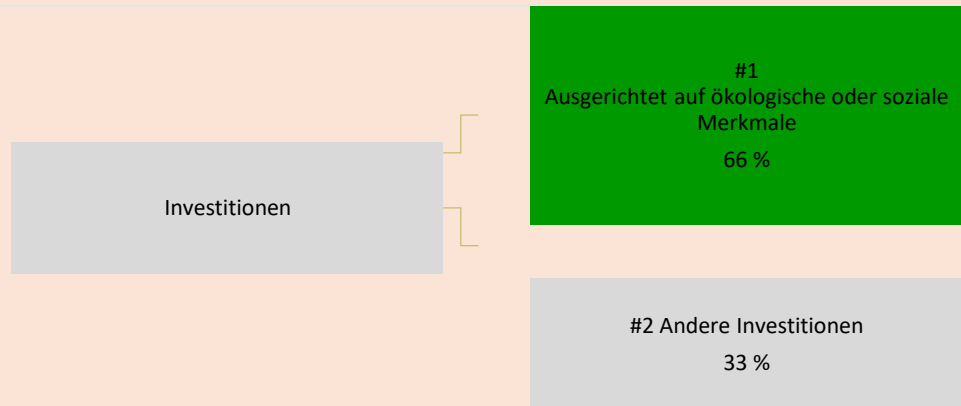 Investitionen
#1
Ausgerichtet auf ökologische oder soziale
Merkmale
66 %
#2 Andere Investitionen
33 %